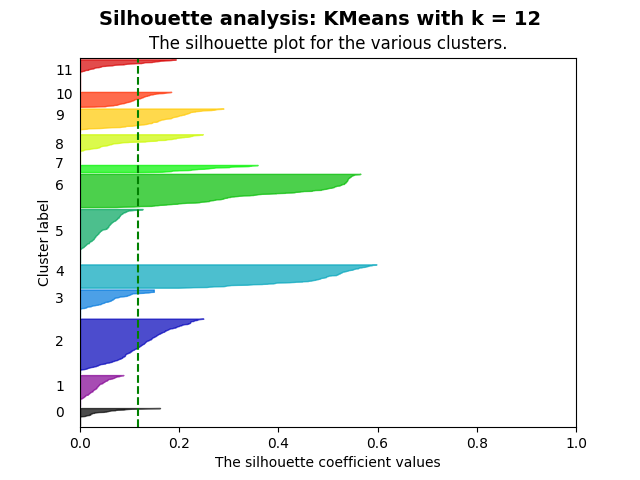 Silhouette analysis: KMeans with k = 12
The silhouette plot for the various clusters.
11
10
9
8
7
6
5
4
3
2
1
0
Cluster label
0.0 0.2 0.4 0.6 0.8 1.0
The silhouette coefficient values